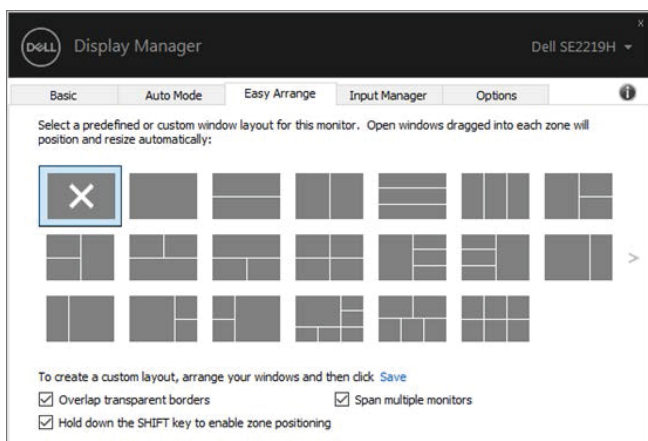 x
DELL Display Manager Dell SE2219H
Basic Auto Mode Easy Arrange Input Manager Options i
Select a predefined or custom window layout for this monitor. Open windows dragged into each zone will
position and resize automatically:
>
To create a custom layout, arrange your windows and then click Save
Overlap transparent borders Span multiple monitors
Hold down the SHIFT key to enable zone positioning